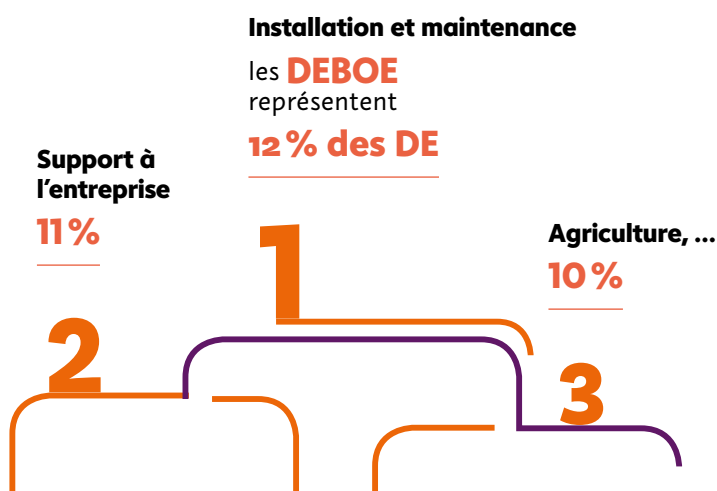 Installation et maintenance
les DEBOE
représentent
12 % des DE
Support à
l'entreprise
11 %
Agriculture, ...
10 %
1
2
3